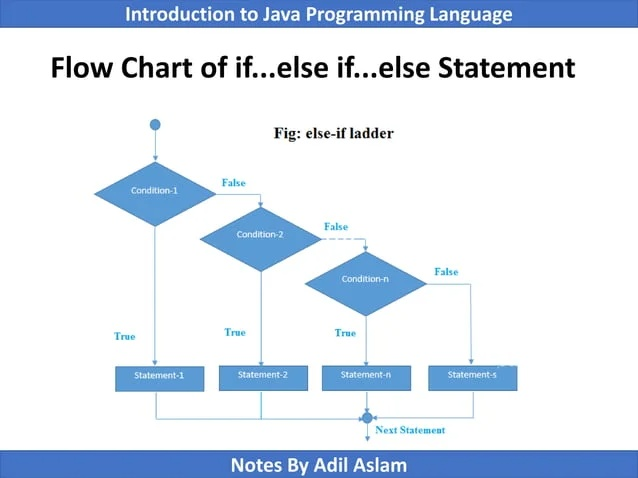 Introduction to Java Programming Language
Flow Chart of if...else if...else Statement
Fig: else-if ladder
Condition-1
False
Condition-2
False
Condition-n
False
True
True
True
Statement-1
Statement-2
Statement-n
Statement-s
Next Statement
Notes By Adil Aslam